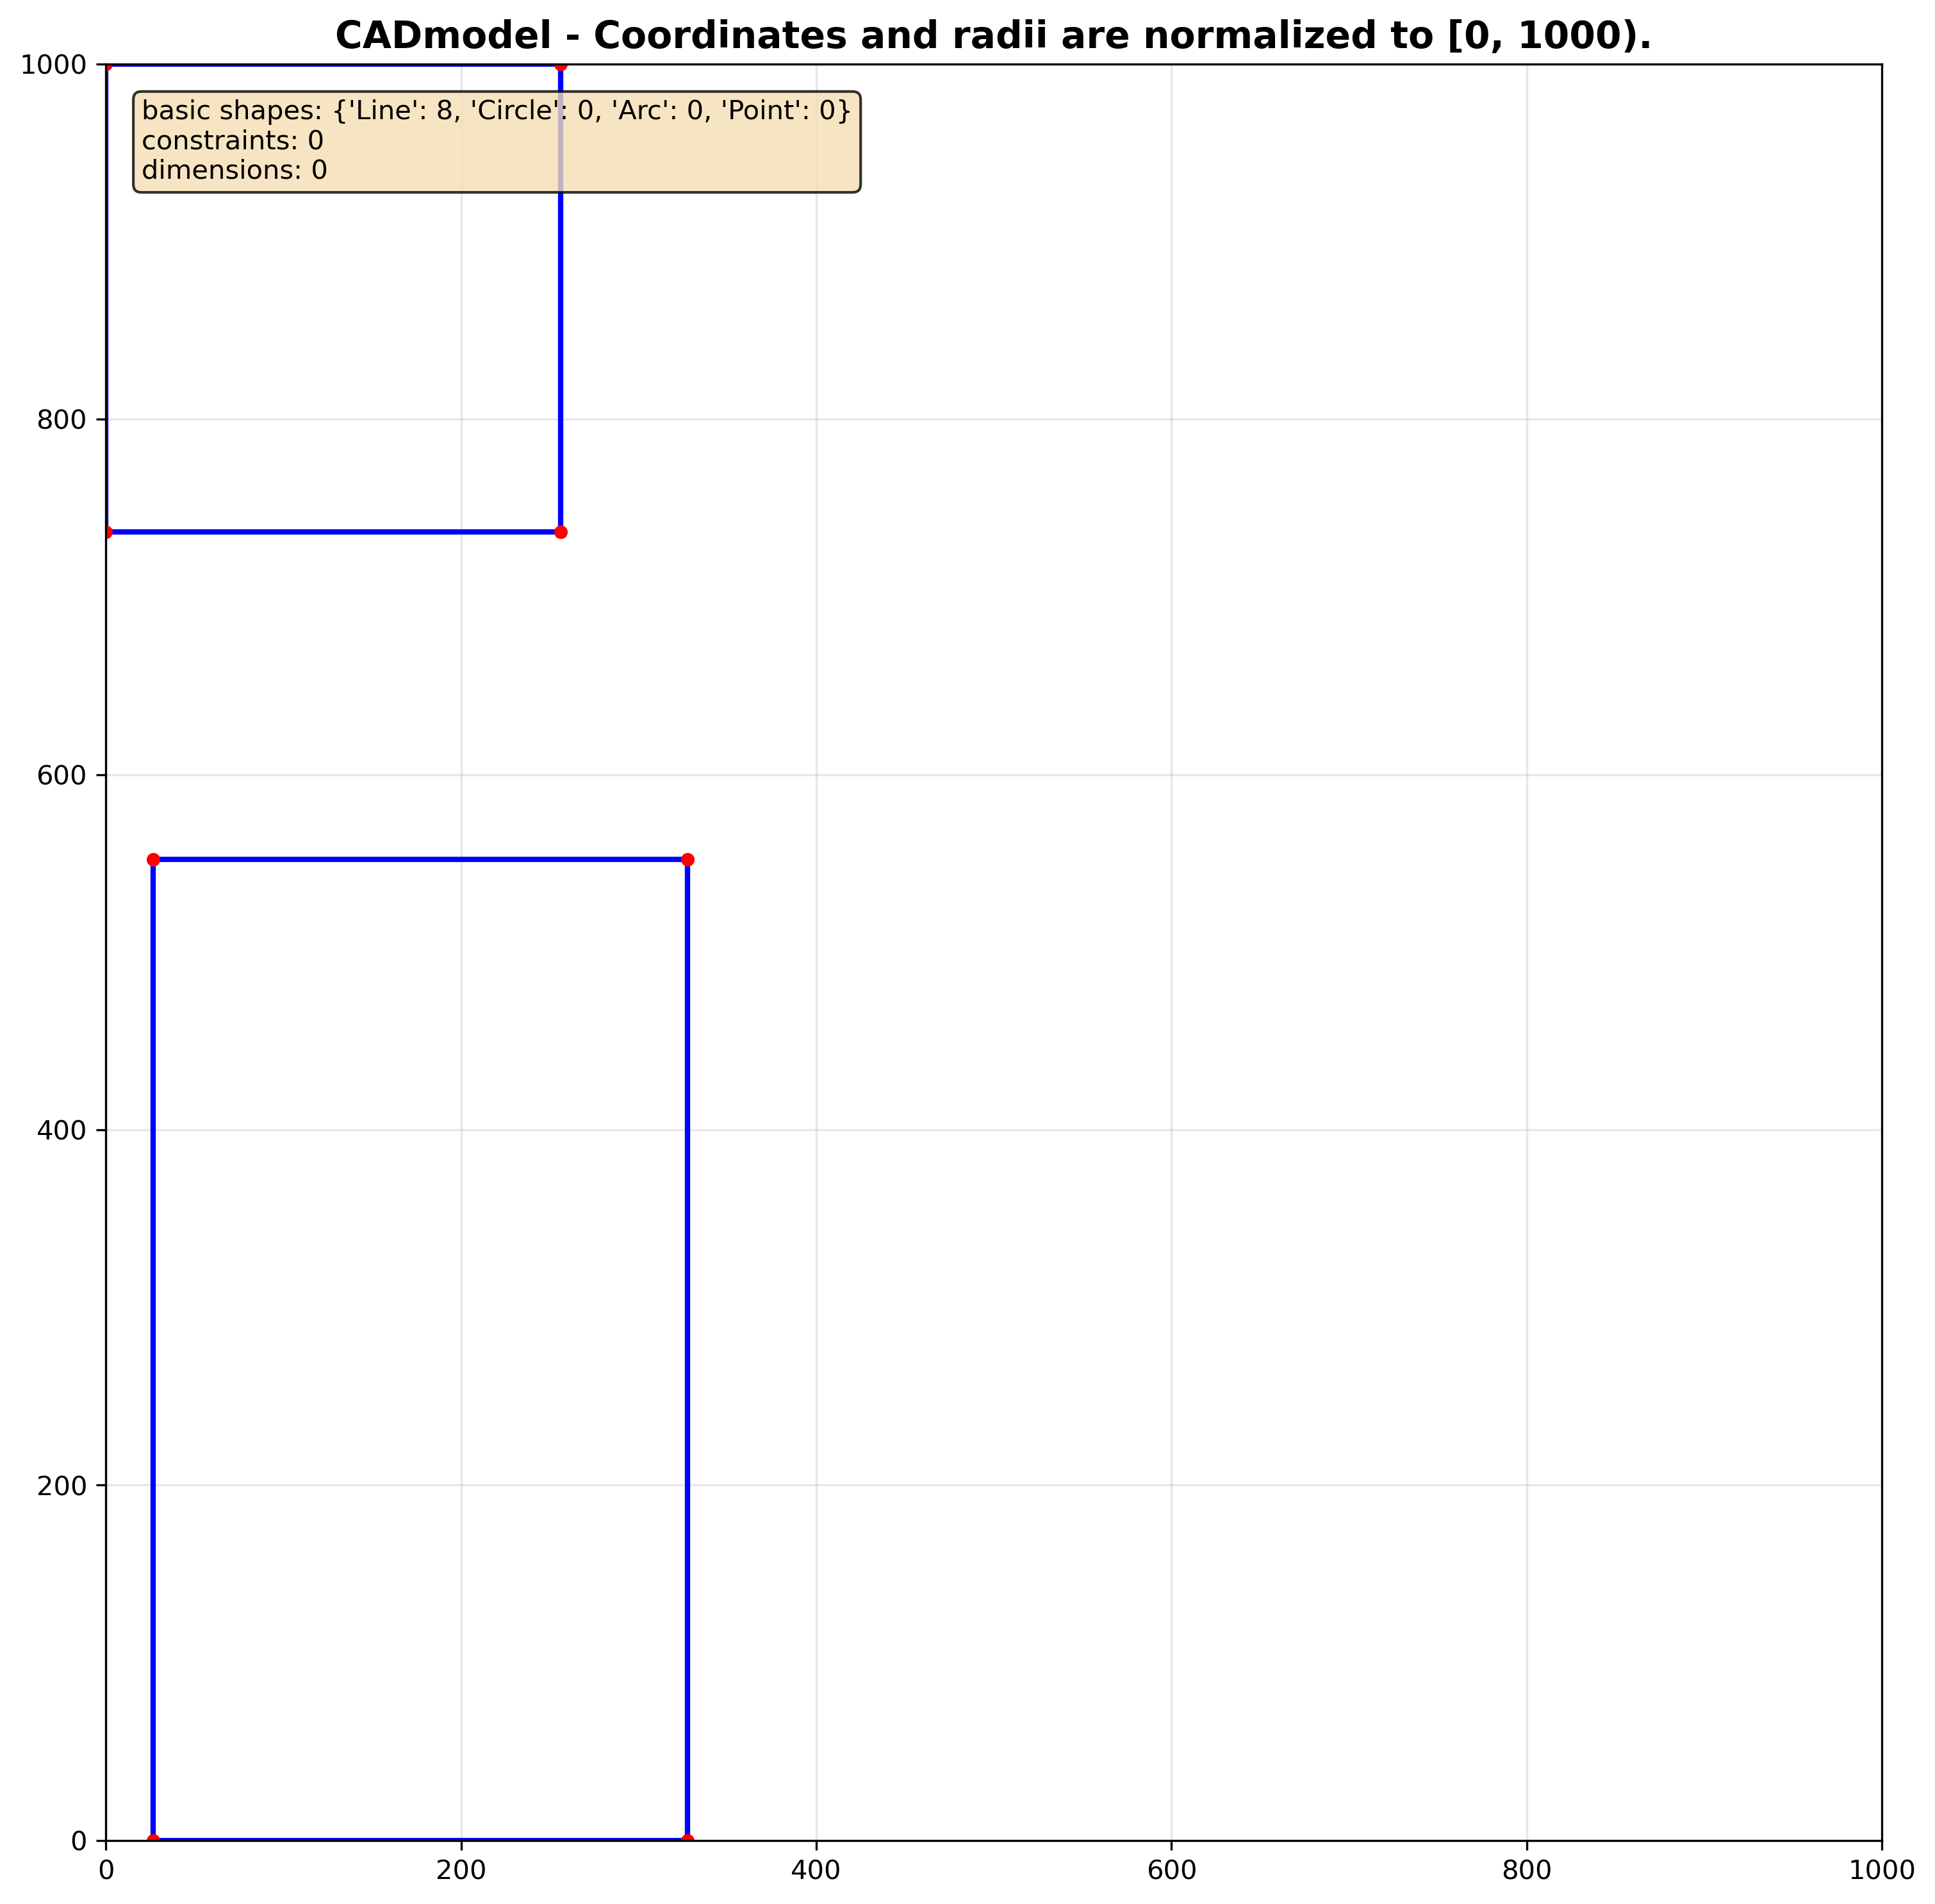 CADmodel - Coordinates and radii are normalized to [0, 1000).
1000
basic shapes: {'Line': 8, 'Circle': 0, 'Arc': 0, 'Point': 0}
constraints: 0
dimensions: 0
800
600
400
200
0
0 200 400 600 800 1000